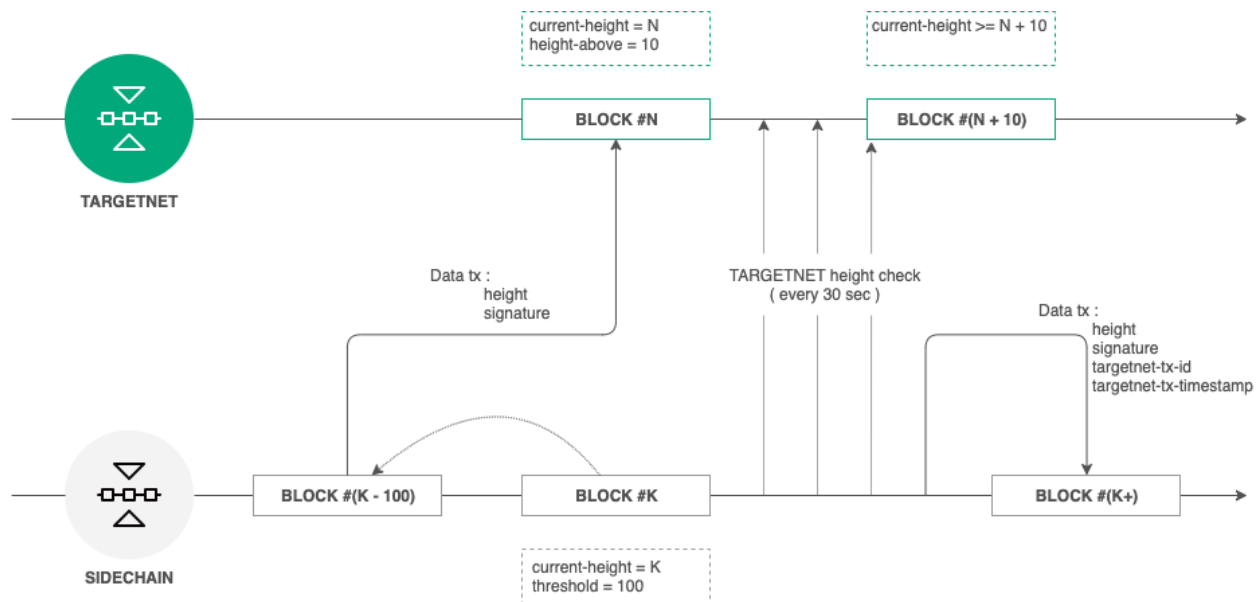 current-height = N
height-above = 10
current-height >= N + 10
BLOCK #N
BLOCK #(N + 10)
TARGETNET
Data tx :
height
signature
TARGETNET height check
( every 30 sec )
Data tx :
height
signature
targetnet-tx-id
targetnet-tx-timestamp
BLOCK #(K - 100)
BLOCK #K
BLOCK #(K+)
SIDECHAIN
current-height = K
threshold = 100